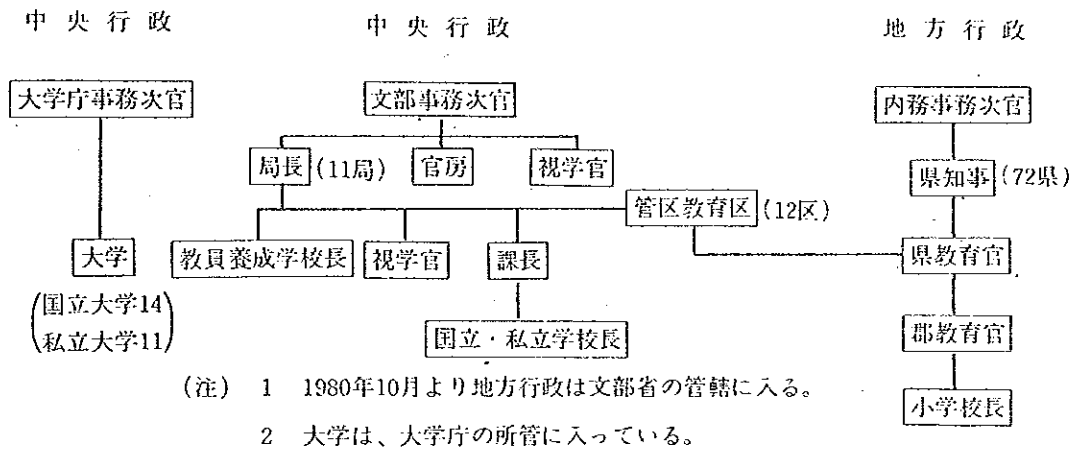 中央行政 中央行政 地方行政
大学庁事務次官 文部事務次官 内務事務次官
局長 (11局) 官房 視学官 県知事 (72県)
管区教育区 (12区)
大学 教員養成学校長 視学官 課長 県教育官
(国立大学14
私立大学11)
国立・私立学校長 郡教育官
(注) 1 1980年10月より地方行政は文部省の管轄に入る。
小学校長
2 大学は、大学庁の所管に入っている。